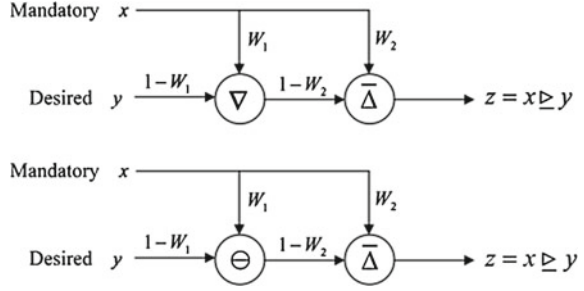 Mandatory x
W₁ W₂
Desired y 1−W₁ ∇ 1−W₂ Δ̅ z = x ⊵ y
Mandatory x
W₁ W₂
Desired y 1−W₁ ⊖ 1−W₂ Δ̅ z = x ⊵ y